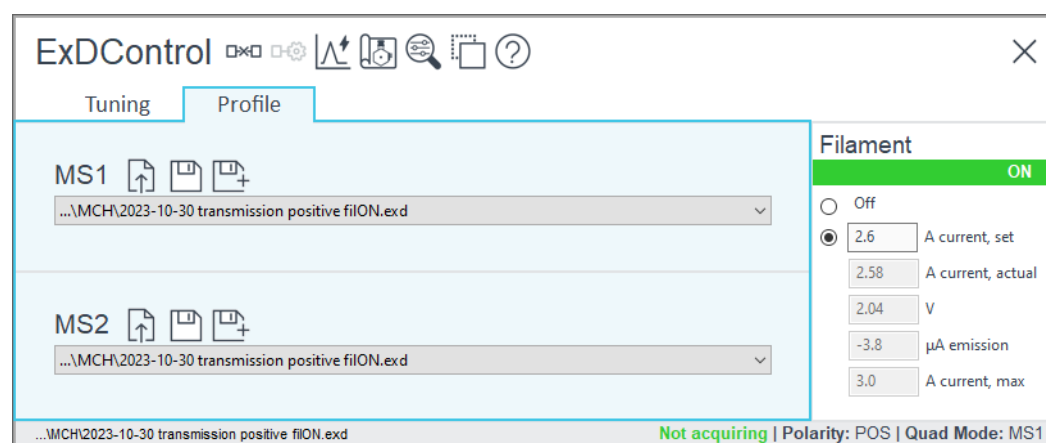 ExDControl
Tuning Profile
MS1
...\MCH\2023-10-30 transmission positive filON.exd
MS2
...\MCH\2023-10-30 transmission positive filON.exd
Filament
ON
Off
2.6 A current, set
2.58 A current, actual
2.04 V
-3.8 µA emission
3.0 A current, max
...\MCH\2023-10-30 transmission positive filON.exd Not acquiring | Polarity: POS | Quad Mode: MS1